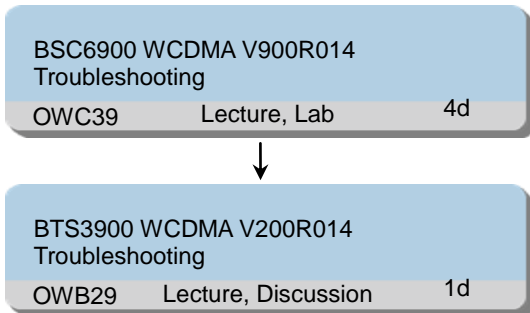 BSC6900 WCDMA V900R014
Troubleshooting
OWC39 Lecture, Lab 4d
BTS3900 WCDMA V200R014
Troubleshooting
OWB29 Lecture, Discussion 1d